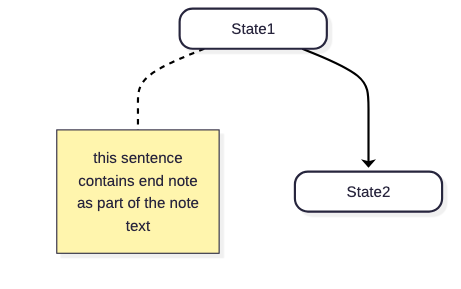 State1
this sentence
contains end note
as part of the note
text
State2